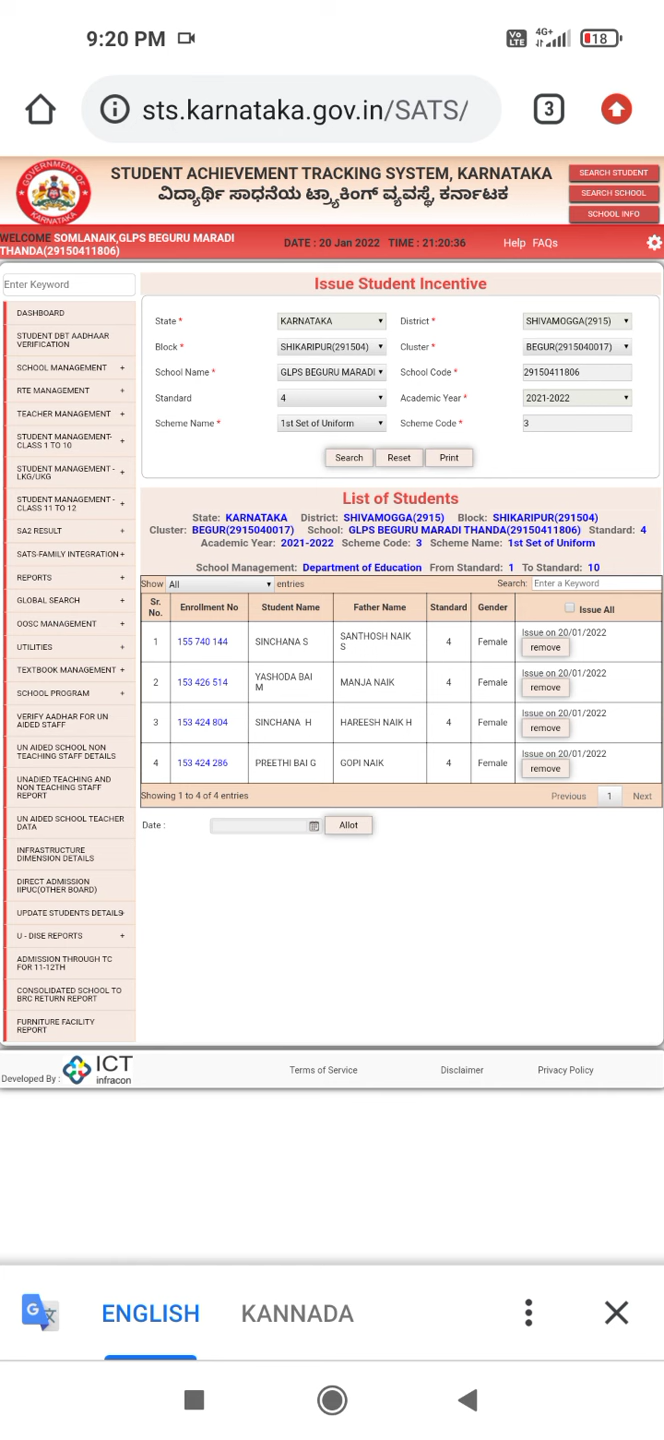 9:20 PM
Vo LTE 4G+ 18
sts.karnataka.gov.in/SATS/
3
GOVERNMENT OF KARNATAKA
STUDENT ACHIEVEMENT TRACKING SYSTEM, KARNATAKA
ವಿದ್ಯಾರ್ಥಿ ಸಾಧನೆಯ ಟ್ರ್ಯಾಕಿಂಗ್ ವ್ಯವಸ್ಥೆ, ಕರ್ನಾಟಕ
SEARCH STUDENT
SEARCH SCHOOL
SCHOOL INFO
WELCOME SOMLANAIK,GLPS BEGURU MARADI
THANDA(29150411806)
DATE : 20 Jan 2022 TIME : 21:20:36
Help FAQs
Enter Keyword
DASHBOARD
STUDENT DBT AADHAAR
VERIFICATION
SCHOOL MANAGEMENT +
RTE MANAGEMENT +
TEACHER MANAGEMENT +
STUDENT MANAGEMENT-
CLASS 1 TO 10 +
STUDENT MANAGEMENT -
LKG/UKG +
STUDENT MANAGEMENT -
CLASS 11 TO 12 +
SA2 RESULT +
SATS-FAMILY INTEGRATION +
REPORTS +
GLOBAL SEARCH +
OOSC MANAGEMENT +
UTILITIES +
TEXTBOOK MANAGEMENT +
SCHOOL PROGRAM +
VERIFY AADHAR FOR UN
AIDED STAFF
UN AIDED SCHOOL NON
TEACHING STAFF DETAILS
UNADIED TEACHING AND
NON TEACHING STAFF
REPORT
UN AIDED SCHOOL TEACHER
DATA
INFRASTRUCTURE
DIMENSION DETAILS
DIRECT ADMISSION
IIPUC(OTHER BOARD)
UPDATE STUDENTS DETAILS+
U - DISE REPORTS +
ADMISSION THROUGH TC
FOR 11-12TH
CONSOLIDATED SCHOOL TO
BRC RETURN REPORT
FURNITURE FACILITY
REPORT
Issue Student Incentive
State * KARNATAKA District * SHIVAMOGGA(2915)
Block * SHIKARIPUR(291504) Cluster * BEGUR(2915040017)
School Name * GLPS BEGURU MARADI School Code * 29150411806
Standard 4 Academic Year * 2021-2022
Scheme Name * 1st Set of Uniform Scheme Code * 3
Search Reset Print
List of Students
State: KARNATAKA District: SHIVAMOGGA(2915) Block: SHIKARIPUR(291504)
Cluster: BEGUR(2915040017) School: GLPS BEGURU MARADI THANDA(29150411806) Standard: 4
Academic Year: 2021-2022 Scheme Code: 3 Scheme Name: 1st Set of Uniform
School Management: Department of Education From Standard: 1 To Standard: 10
Show All entries Search: Enter a Keyword
Sr. No. Enrollment No Student Name Father Name Standard Gender Issue All
1 155 740 144 SINCHANA S SANTHOSH NAIK S 4 Female Issue on 20/01/2022 remove
2 153 426 514 YASHODA BAI M MANJA NAIK 4 Female Issue on 20/01/2022 remove
3 153 424 804 SINCHANA H HAREESH NAIK H 4 Female Issue on 20/01/2022 remove
4 153 424 286 PREETHI BAI G GOPI NAIK 4 Female Issue on 20/01/2022 remove
Showing 1 to 4 of 4 entries Previous 1 Next
Date : Allot
Developed By : ICT infracon
Terms of Service Disclaimer Privacy Policy
G ENGLISH KANNADA